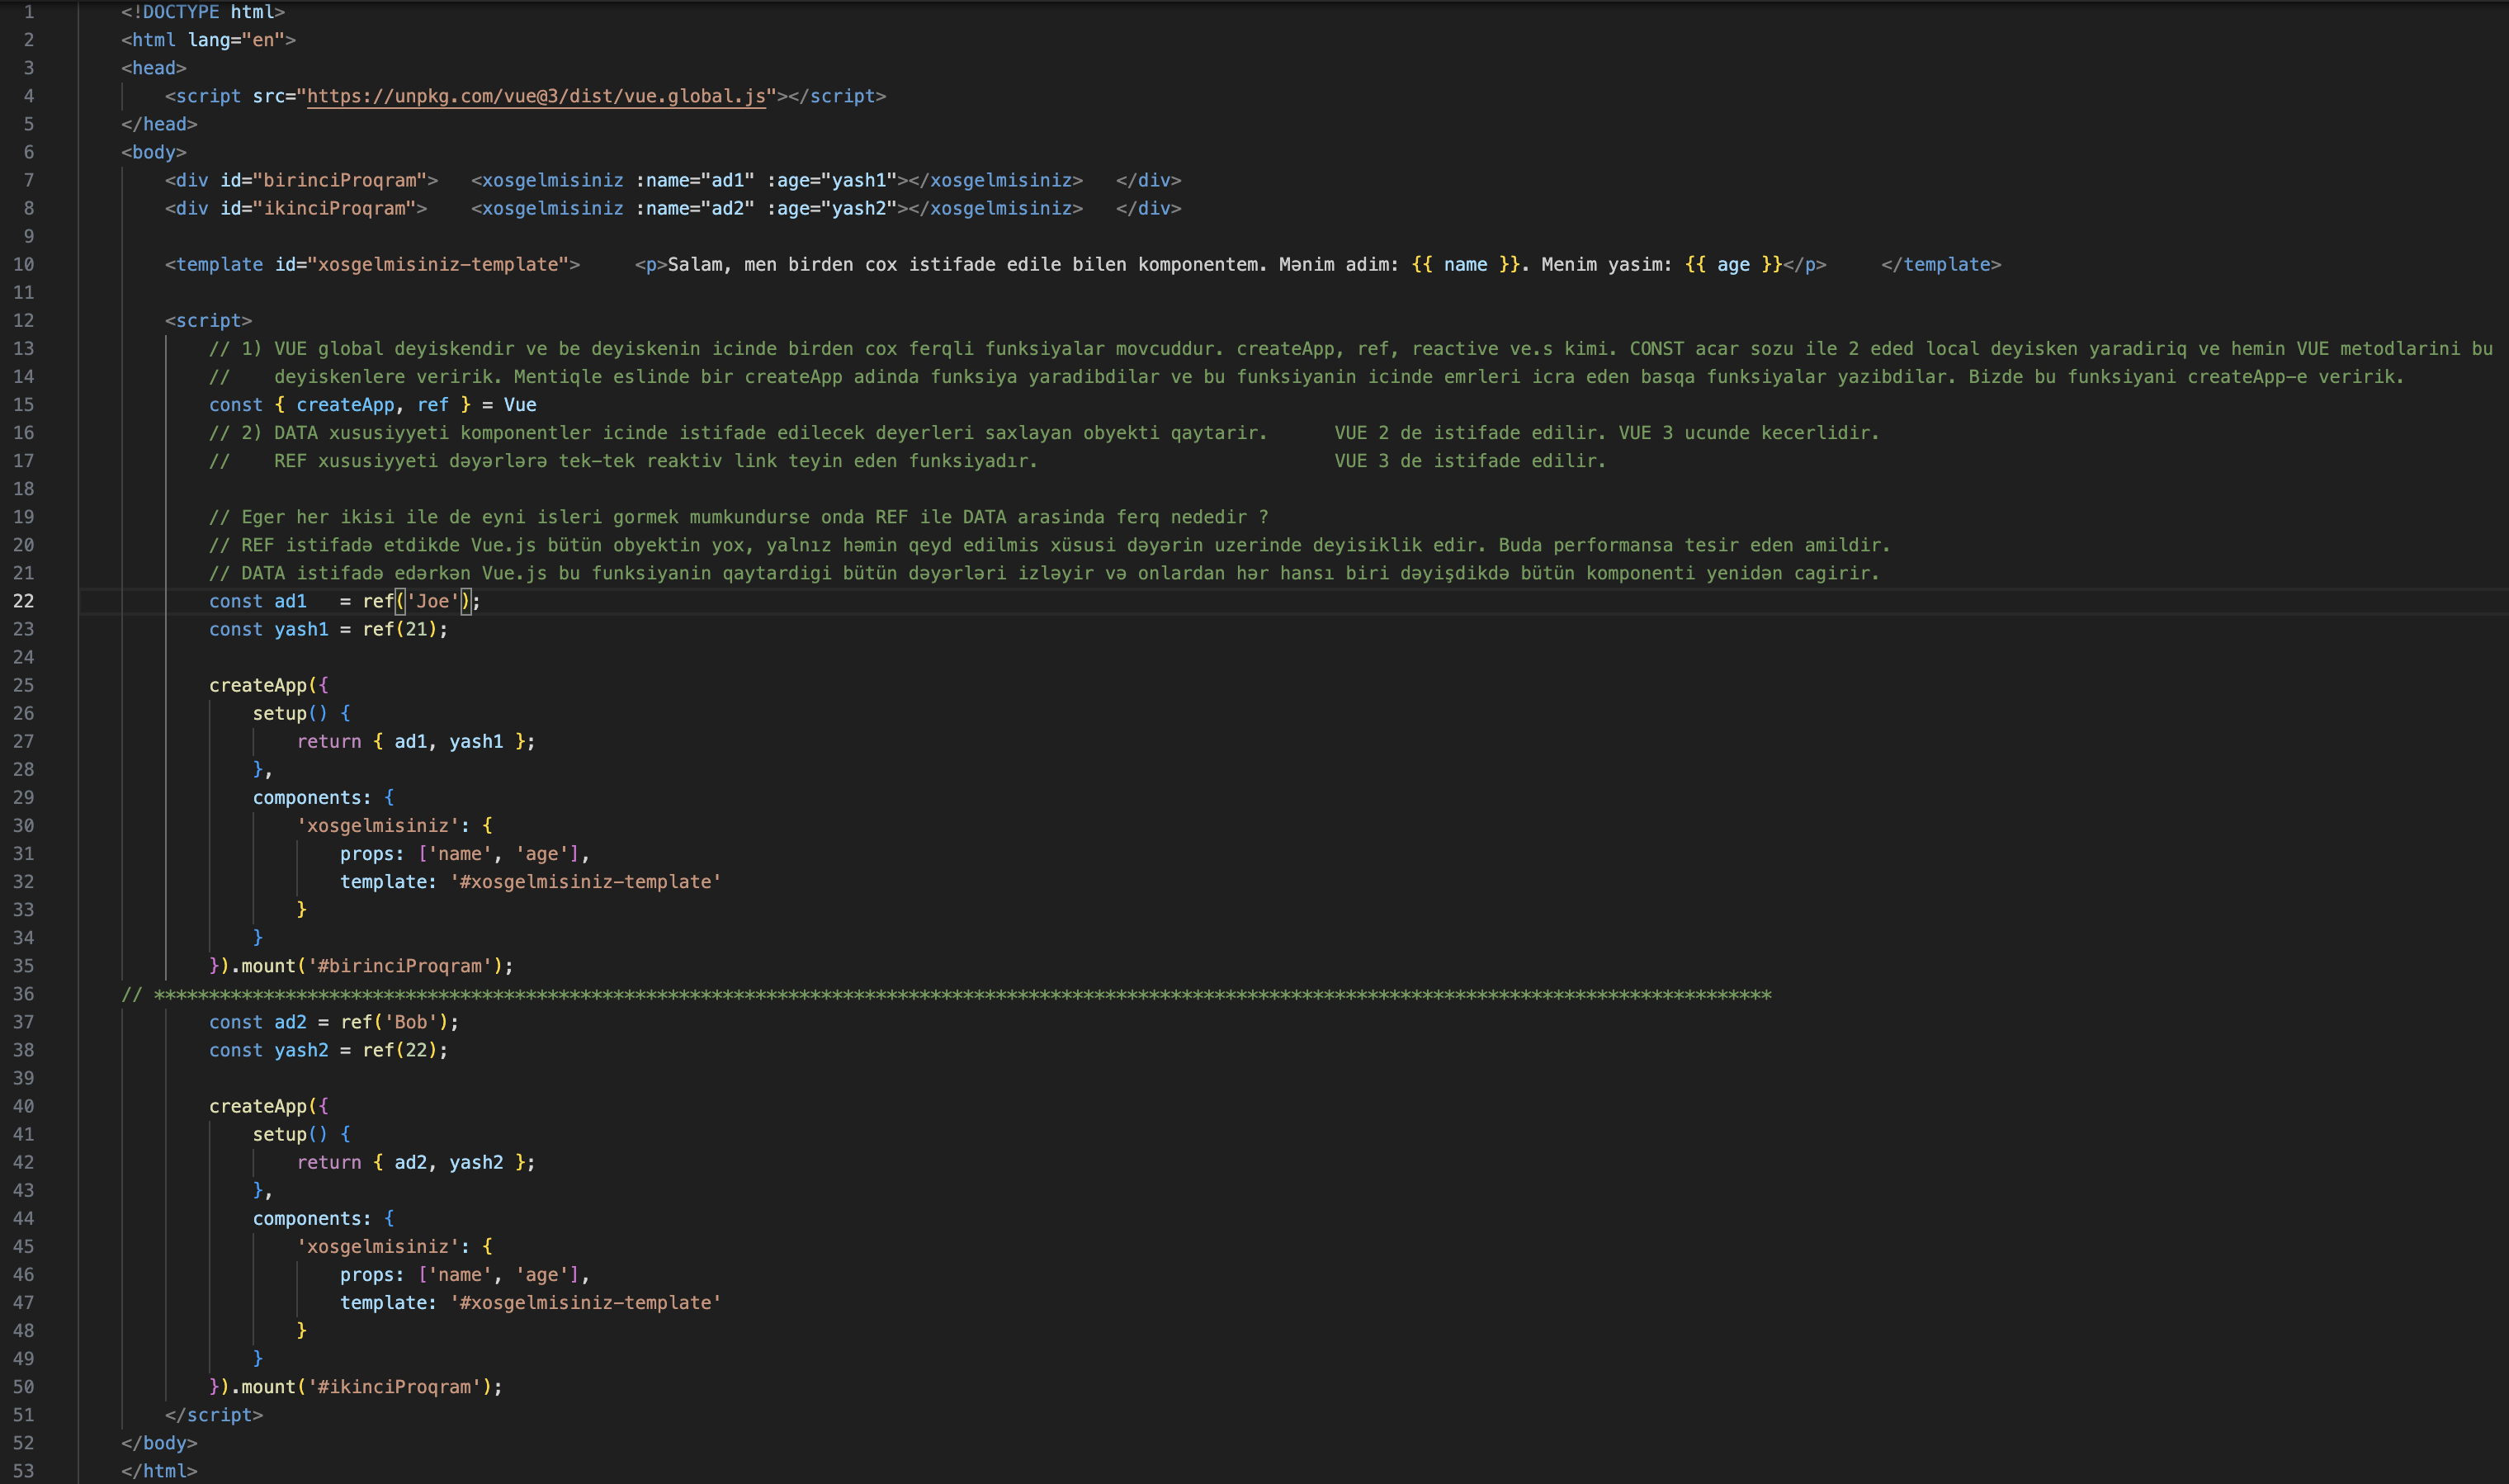 1 <!DOCTYPE html>
2 <html lang="en">
3 <head>
4     <script src="https://unpkg.com/vue@3/dist/vue.global.js"></script>
5 </head>
6 <body>
7     <div id="birinciProqram">   <xosgelmisiniz :name="ad1" :age="yash1"></xosgelmisiniz>   </div>
8     <div id="ikinciProqram">    <xosgelmisiniz :name="ad2" :age="yash2"></xosgelmisiniz>   </div>
9
10     <template id="xosgelmisiniz-template">     <p>Salam, men birden cox istifade edile bilen komponentem. Mənim adim: {{ name }}. Menim yasim: {{ age }}</p>     </template>
11
12     <script>
13         // 1) VUE global deyiskendir ve be deyiskenin icinde birden cox ferqli funksiyalar movcuddur. createApp, ref, reactive ve.s kimi. CONST acar sozu ile 2 eded local deyisken yaradiriq ve hemin VUE metodlarini bu
14         //    deyiskenlere veririk. Mentiqle eslinde bir createApp adinda funksiya yaradibdilar ve bu funksiyanin icinde emrleri icra eden basqa funksiyalar yazibdilar. Bizde bu funksiyani createApp-e veririk.
15         const { createApp, ref } = Vue
16         // 2) DATA xususiyyeti komponentler icinde istifade edilecek deyerleri saxlayan obyekti qaytarir.      VUE 2 de istifade edilir. VUE 3 ucunde kecerlidir.
17         //    REF xususiyyeti dəyərlərə tek-tek reaktiv link teyin eden funksiyadır.                           VUE 3 de istifade edilir.
18
19         // Eger her ikisi ile de eyni isleri gormek mumkundurse onda REF ile DATA arasinda ferq nededir ?
20         // REF istifadə etdikde Vue.js bütün obyektin yox, yalnız həmin qeyd edilmis xüsusi dəyərin uzerinde deyisiklik edir. Buda performansa tesir eden amildir.
21         // DATA istifadə edərkən Vue.js bu funksiyanin qaytardigi bütün dəyərləri izləyir və onlardan hər hansı biri dəyişdikdə bütün komponenti yenidən cagirir.
22         const ad1   = ref('Joe');
23         const yash1 = ref(21);
24
25         createApp({
26             setup() {
27                 return { ad1, yash1 };
28             },
29             components: {
30                 'xosgelmisiniz': {
31                     props: ['name', 'age'],
32                     template: '#xosgelmisiniz-template'
33                 }
34             }
35         }).mount('#birinciProqram');
36 // ****************************************************************************************************************************************************
37         const ad2 = ref('Bob');
38         const yash2 = ref(22);
39
40         createApp({
41             setup() {
42                 return { ad2, yash2 };
43             },
44             components: {
45                 'xosgelmisiniz': {
46                     props: ['name', 'age'],
47                     template: '#xosgelmisiniz-template'
48                 }
49             }
50         }).mount('#ikinciProqram');
51     </script>
52 </body>
53 </html>